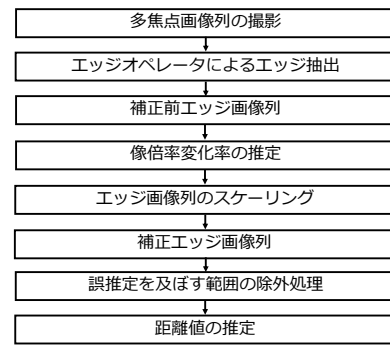 多焦点画像列の撮影
エッジオペレータによるエッジ抽出
補正前エッジ画像列
像倍率変化率の推定
エッジ画像列のスケーリング
補正エッジ画像列
誤推定を及ぼす範囲の除外処理
距離値の推定